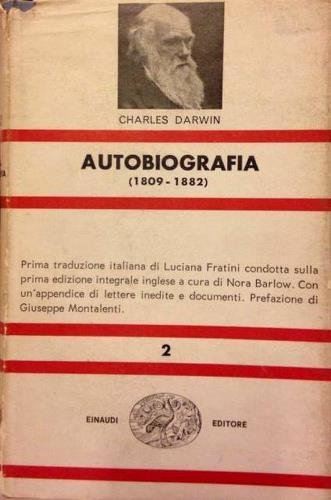 CHARLES DARWIN
AUTOBIOGRAFIA
(1809-1882)
Prima traduzione italiana di Luciana Fratini condotta sulla
prima edizione integrale inglese a cura di Nora Barlow. Con
un'appendice di lettere inedite e documenti. Prefazione di
Giuseppe Montalenti.
2
EINAUDI EDITORE